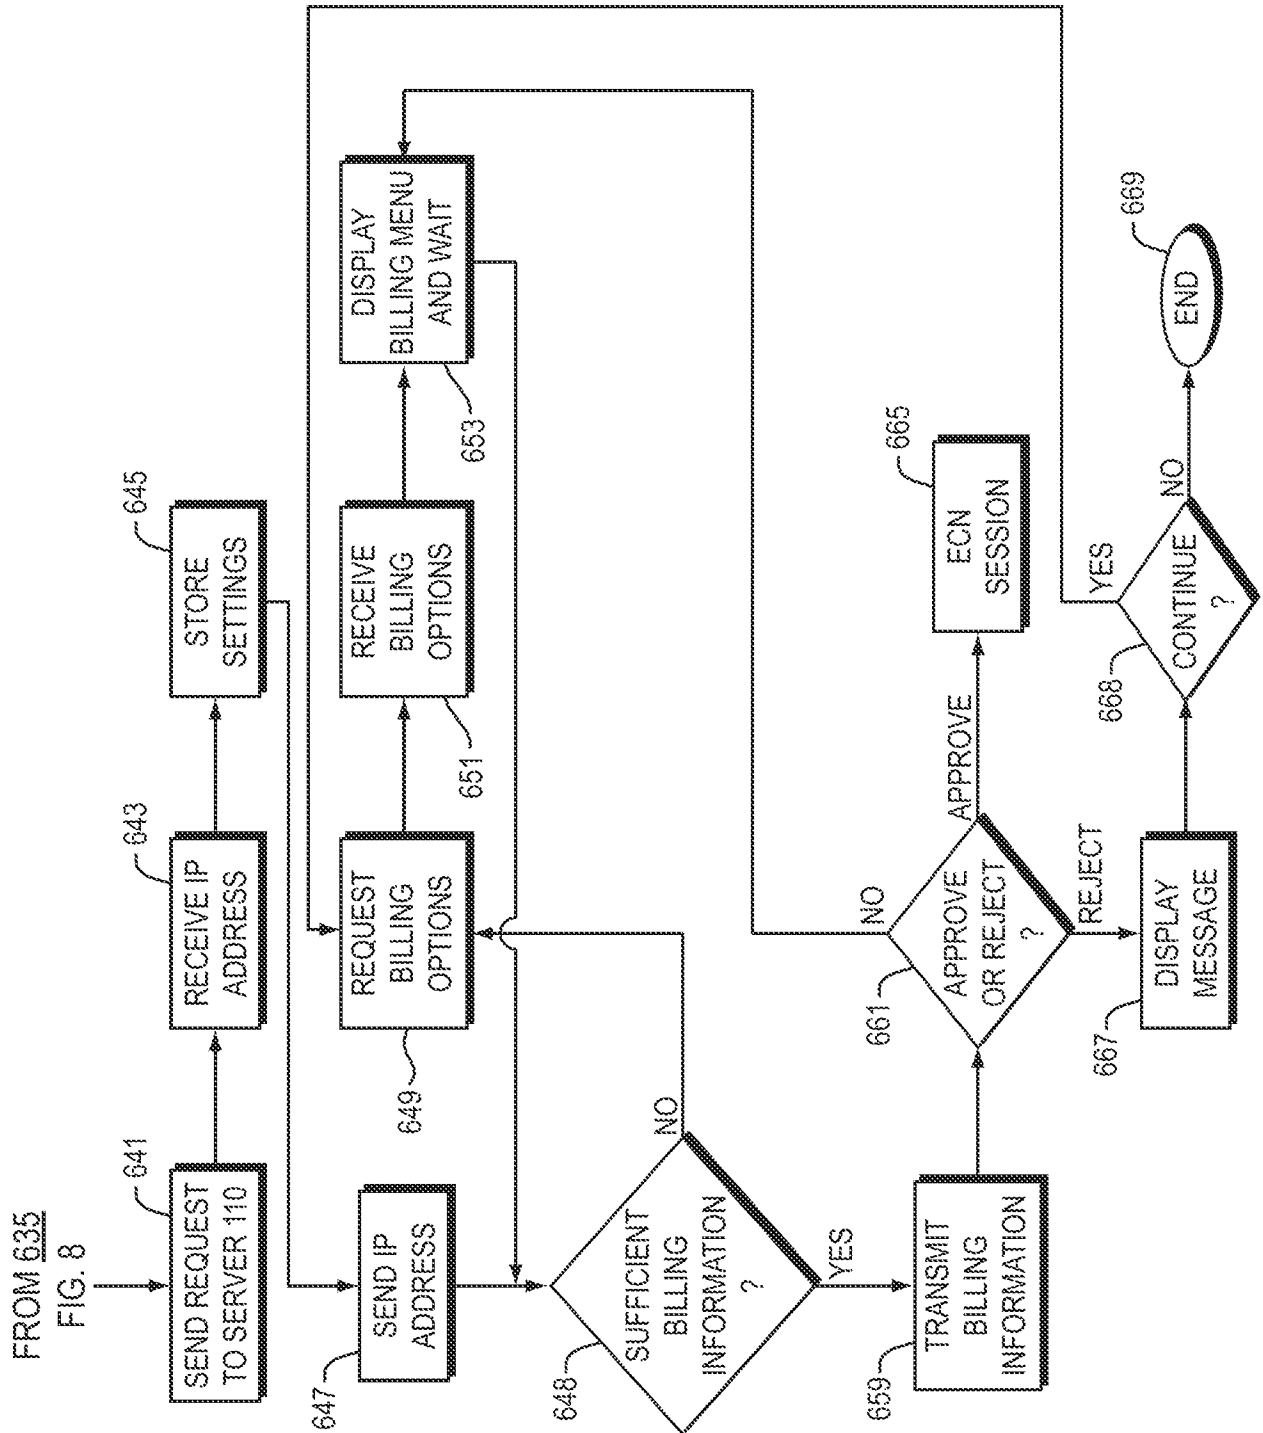 FROM 635
FIG. 8
641
SEND REQUEST
TO SERVER 110
643
RECEIVE IP
ADDRESS
645
STORE
SETTINGS
647
SEND IP
ADDRESS
649
REQUEST
BILLING
OPTIONS
651
RECEIVE
BILLING
OPTIONS
653
DISPLAY
BILLING MENU
AND WAIT
648
SUFFICIENT
BILLING
INFORMATION
?
NO
YES
659
TRANSMIT
BILLING
INFORMATION
661
APPROVE
OR REJECT
?
NO
APPROVE
REJECT
665
ECN
SESSION
667
DISPLAY
MESSAGE
668
CONTINUE
?
YES
NO
669
END